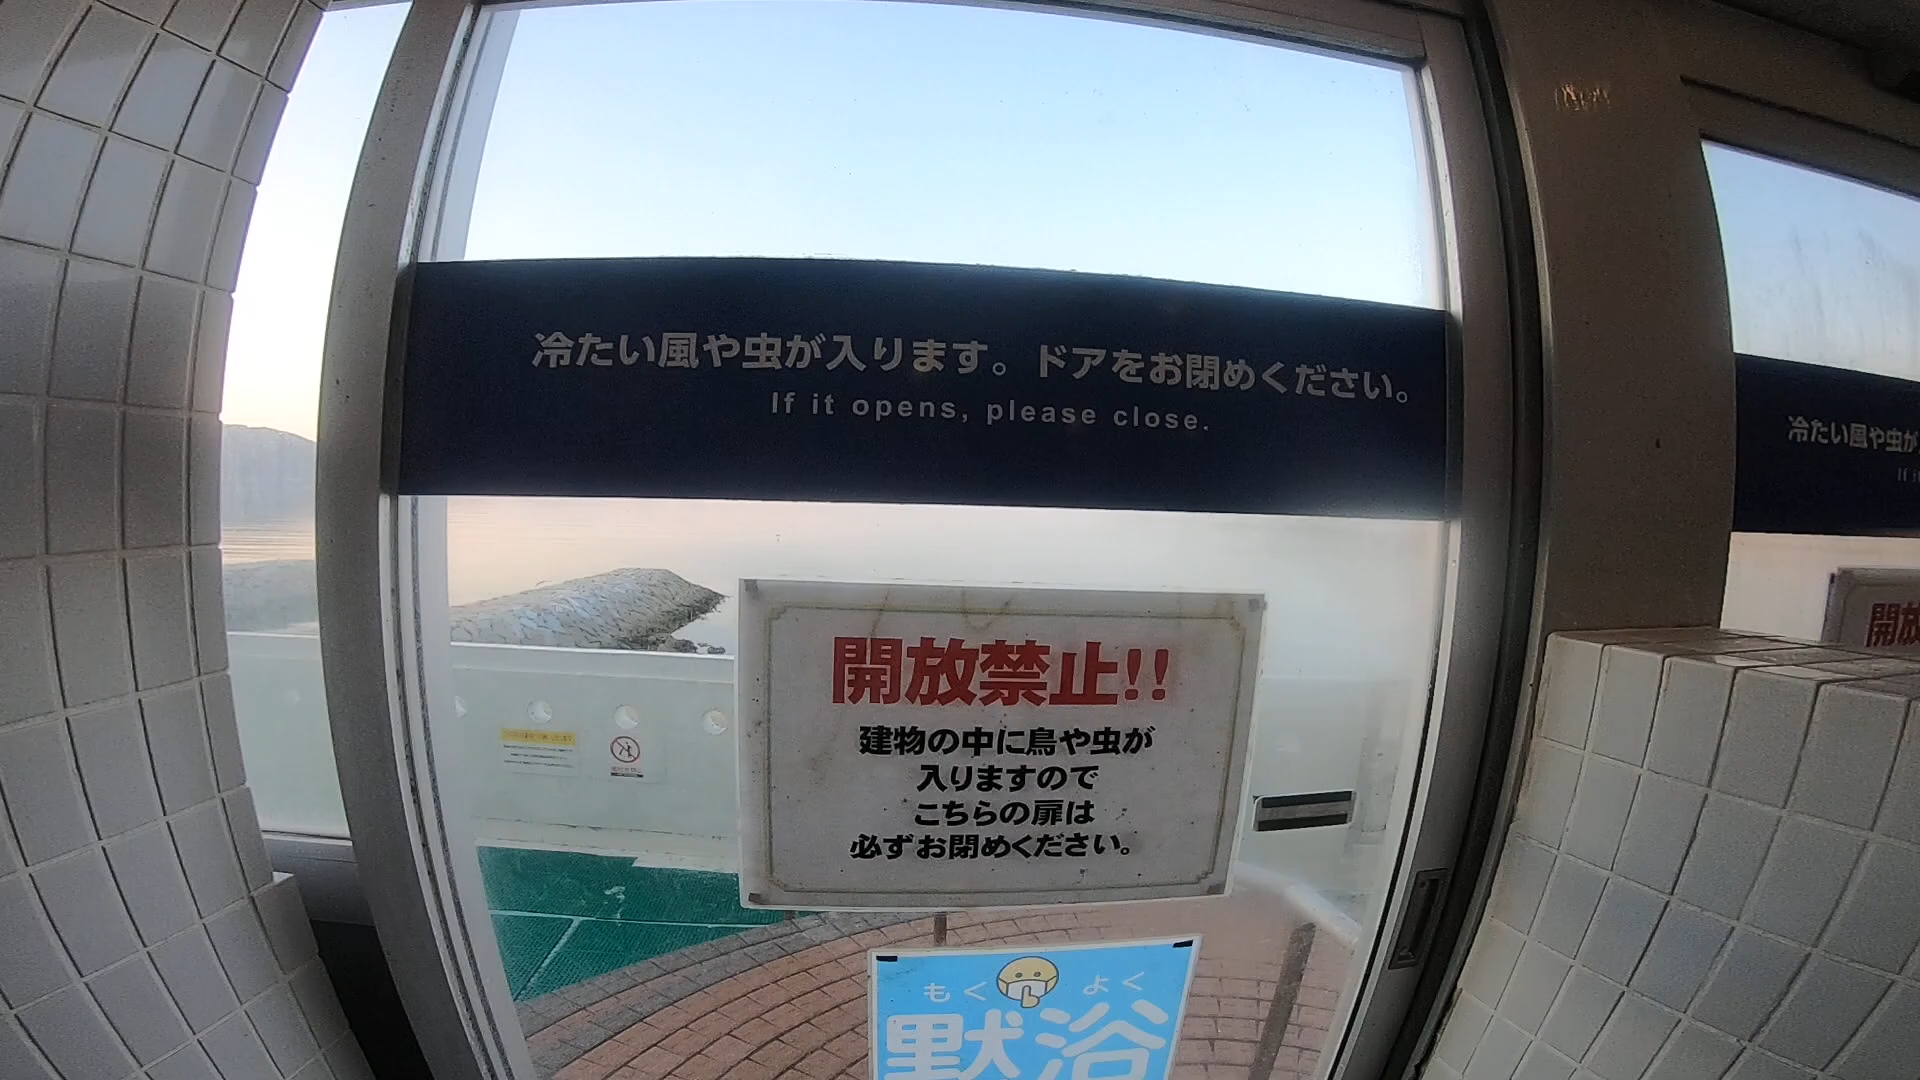 冷たい風や虫が入ります。ドアをお閉めください。
If it opens, please close.
冷たい風や虫が
開放禁止!!
建物の中に鳥や虫が
入りますので
こちらの扉は
必ずお閉めください。
開放
もく よく
黙浴